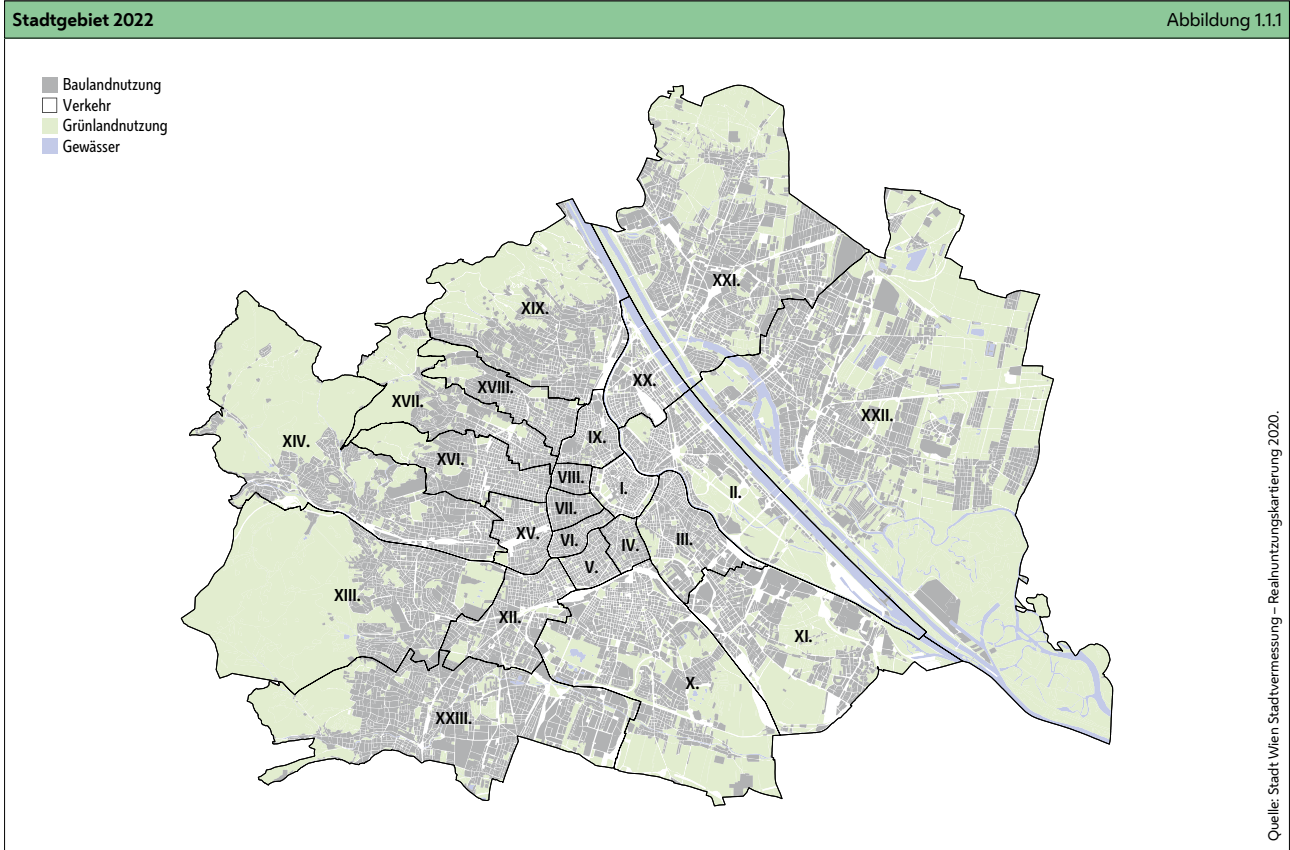 Stadtgebiet 2022
Abbildung 1.1.1
Baulandnutzung
Verkehr
Grünlandnutzung
Gewässer
XXI.
XIX.
XX.
XVIII.
XVII.
XXII.
IX.
XIV.
XVI.
VIII.
I.
II.
VII.
XV.
VI.
IV.
III.
V.
XIII.
XII.
XI.
X.
XXIII.
Quelle: Stadt Wien Stadtvermessung – Realnutzungskartierung 2020.